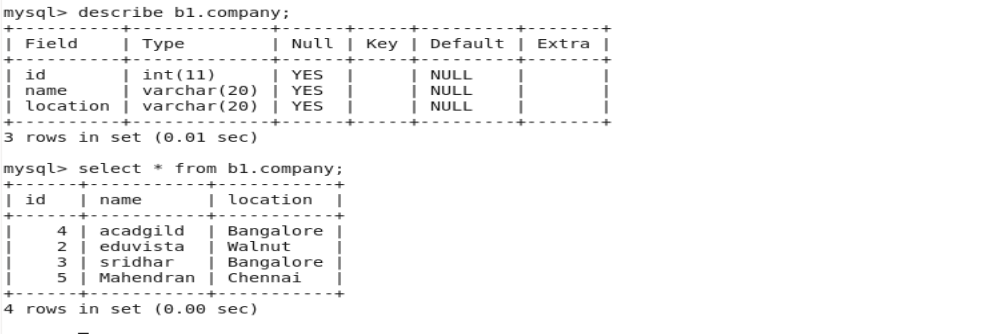 mysql> describe b1.company;
+----------+-------------+------+-----+---------+-------+
| Field    | Type        | Null | Key | Default | Extra |
+----------+-------------+------+-----+---------+-------+
| id       | int(11)     | YES  |     | NULL    |       |
| name     | varchar(20) | YES  |     | NULL    |       |
| location | varchar(20) | YES  |     | NULL    |       |
+----------+-------------+------+-----+---------+-------+
3 rows in set (0.01 sec)
mysql> select * from b1.company;
+------+-----------+-----------+
| id   | name      | location  |
+------+-----------+-----------+
|    4 | acadgild  | Bangalore |
|    2 | eduvista  | Walnut    |
|    3 | sridhar   | Bangalore |
|    5 | Mahendran | Chennai   |
+------+-----------+-----------+
4 rows in set (0.00 sec)